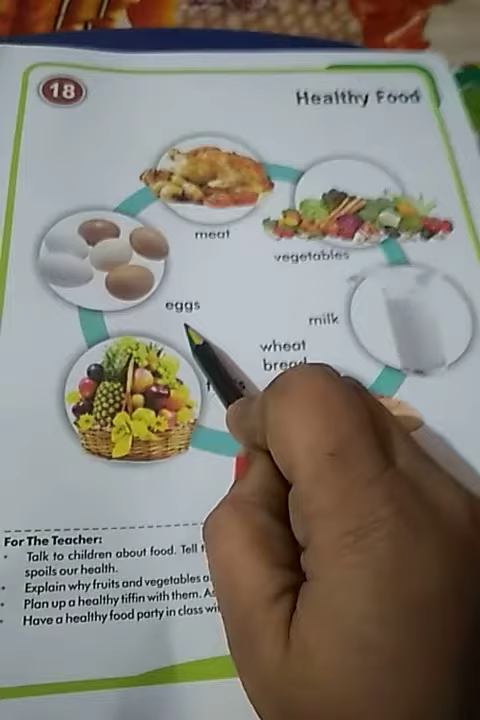 18
Healthy Food
meat
vegetables
eggs
milk
wheat
bread
For The Teacher:
• Talk to children about food. Tell
spoils our health.
• Explain why fruits and vegetables
• Plan up a healthy tiffin with them.
• Have a healthy food party in class